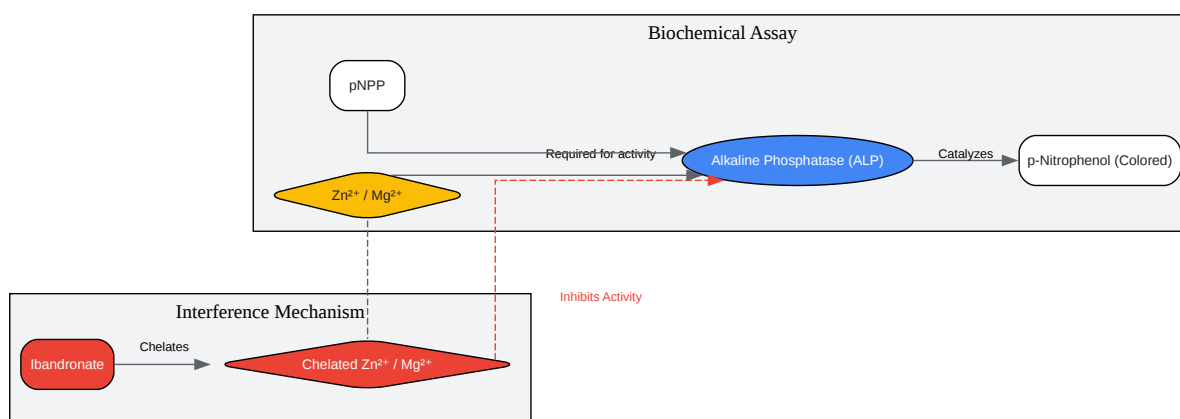 Biochemical Assay
pNPP
Required for activity
Alkaline Phosphatase (ALP)
Catalyzes
p-Nitrophenol (Colored)
Zn²⁺ / Mg²⁺
Inhibits Activity
Interference Mechanism
Ibandronate
Chelates
Chelated Zn²⁺ / Mg²⁺